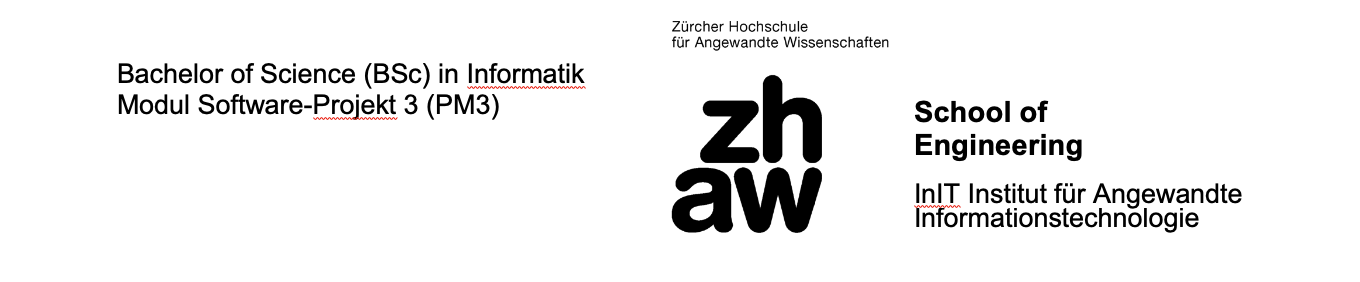 Bachelor of Science (BSc) in Informatik
Modul Software-Projekt 3 (PM3)
Zürcher Hochschule
für Angewandte Wissenschaften
zh
aw
School of
Engineering
InIT Institut für Angewandte
Informationstechnologie